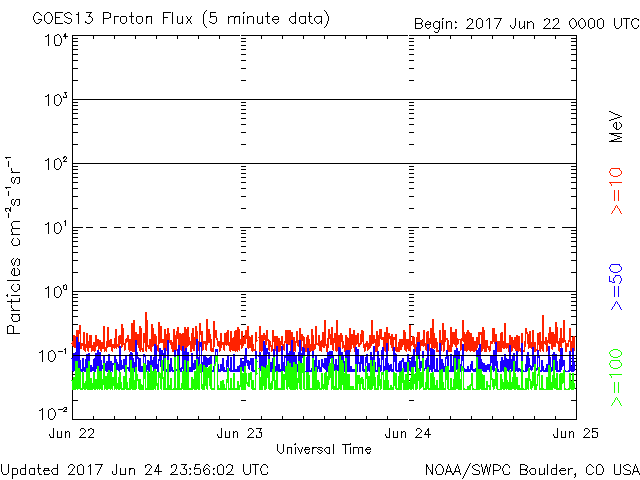 GOES13 Proton Flux (5 minute data)
Begin: 2017 Jun 22 0000 UTC
Particles cm⁻²s⁻¹sr⁻¹
10⁴
10³
10²
10¹
10⁰
10⁻¹
10⁻²
Jun 22
Jun 23
Jun 24
Jun 25
Universal Time
MeV
>=10
>=50
>=100
Updated 2017 Jun 24 23:56:02 UTC
NOAA/SWPC Boulder, CO USA